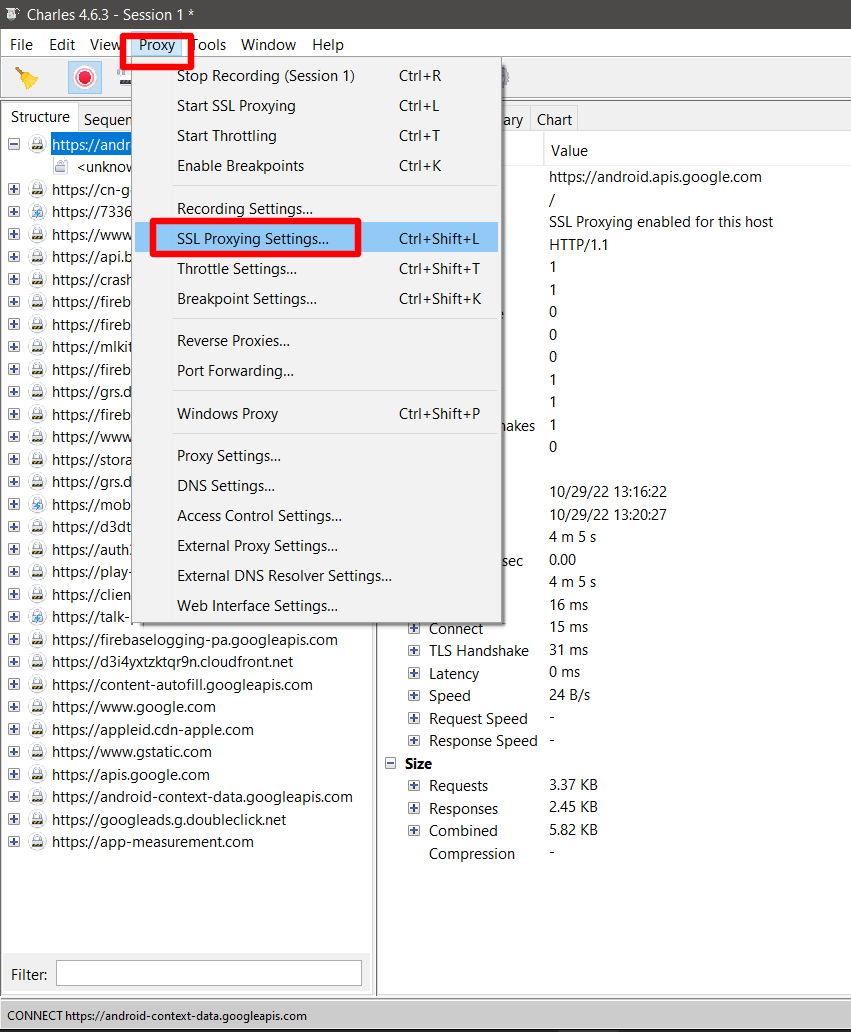 Charles 4.6.3 - Session 1 *
File Edit View Proxy Tools Window Help
Stop Recording (Session 1) Ctrl+R
Start SSL Proxying Ctrl+L
Start Throttling Ctrl+T
Enable Breakpoints Ctrl+K
Recording Settings...
SSL Proxying Settings... Ctrl+Shift+L
Throttle Settings... Ctrl+Shift+T
Breakpoint Settings... Ctrl+Shift+K
Reverse Proxies...
Port Forwarding...
Windows Proxy Ctrl+Shift+P
Proxy Settings...
DNS Settings...
Access Control Settings...
External Proxy Settings...
External DNS Resolver Settings...
Web Interface Settings...
Structure Sequen
https://andr
<unknow
https://cn-g
https://7336
https://www
https://api.b
https://crash
https://fireb
https://fireb
https://mlkit
https://fireb
https://grs.d
https://fireb
https://www
https://stora
https://grs.d
https://mob
https://d3dt
https://auth
https://play-
https://clien
https://talk-
https://firebaselogging-pa.googleapis.com
https://d3i4yxtzktqr9n.cloudfront.net
https://content-autofill.googleapis.com
https://www.google.com
https://appleid.cdn-apple.com
https://www.gstatic.com
https://apis.google.com
https://android-context-data.googleapis.com
https://googleads.g.doubleclick.net
https://app-measurement.com
Filter:
ary Chart
Value
https://android.apis.google.com
/
SSL Proxying enabled for this host
HTTP/1.1
1
1
0
0
0
1
1
nakes 1
0
10/29/22 13:16:22
10/29/22 13:20:27
4 m 5 s
sec 0.00
4 m 5 s
16 ms
Connect 15 ms
TLS Handshake 31 ms
Latency 0 ms
Speed 24 B/s
Request Speed -
Response Speed -
Size
Requests 3.37 KB
Responses 2.45 KB
Combined 5.82 KB
Compression -
CONNECT https://android-context-data.googleapis.com